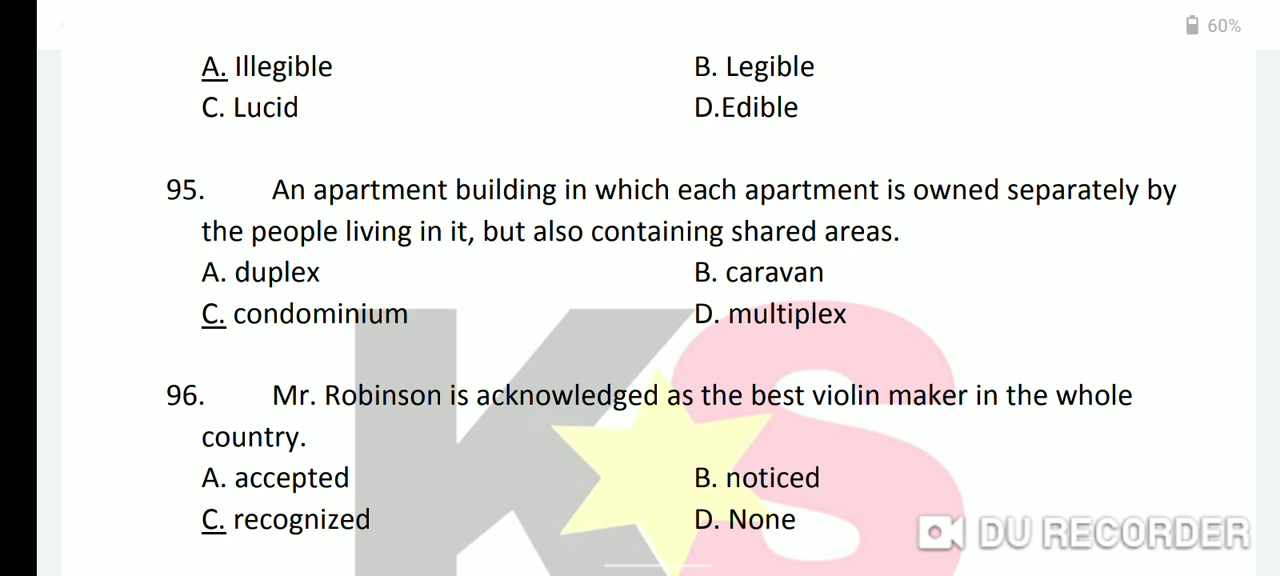 60%
A. Illegible B. Legible
C. Lucid D.Edible
95. An apartment building in which each apartment is owned separately by
the people living in it, but also containing shared areas.
A. duplex B. caravan
C. condominium D. multiplex
96. Mr. Robinson is acknowledged as the best violin maker in the whole
country.
A. accepted B. noticed
C. recognized D. None
KS
DU RECORDER